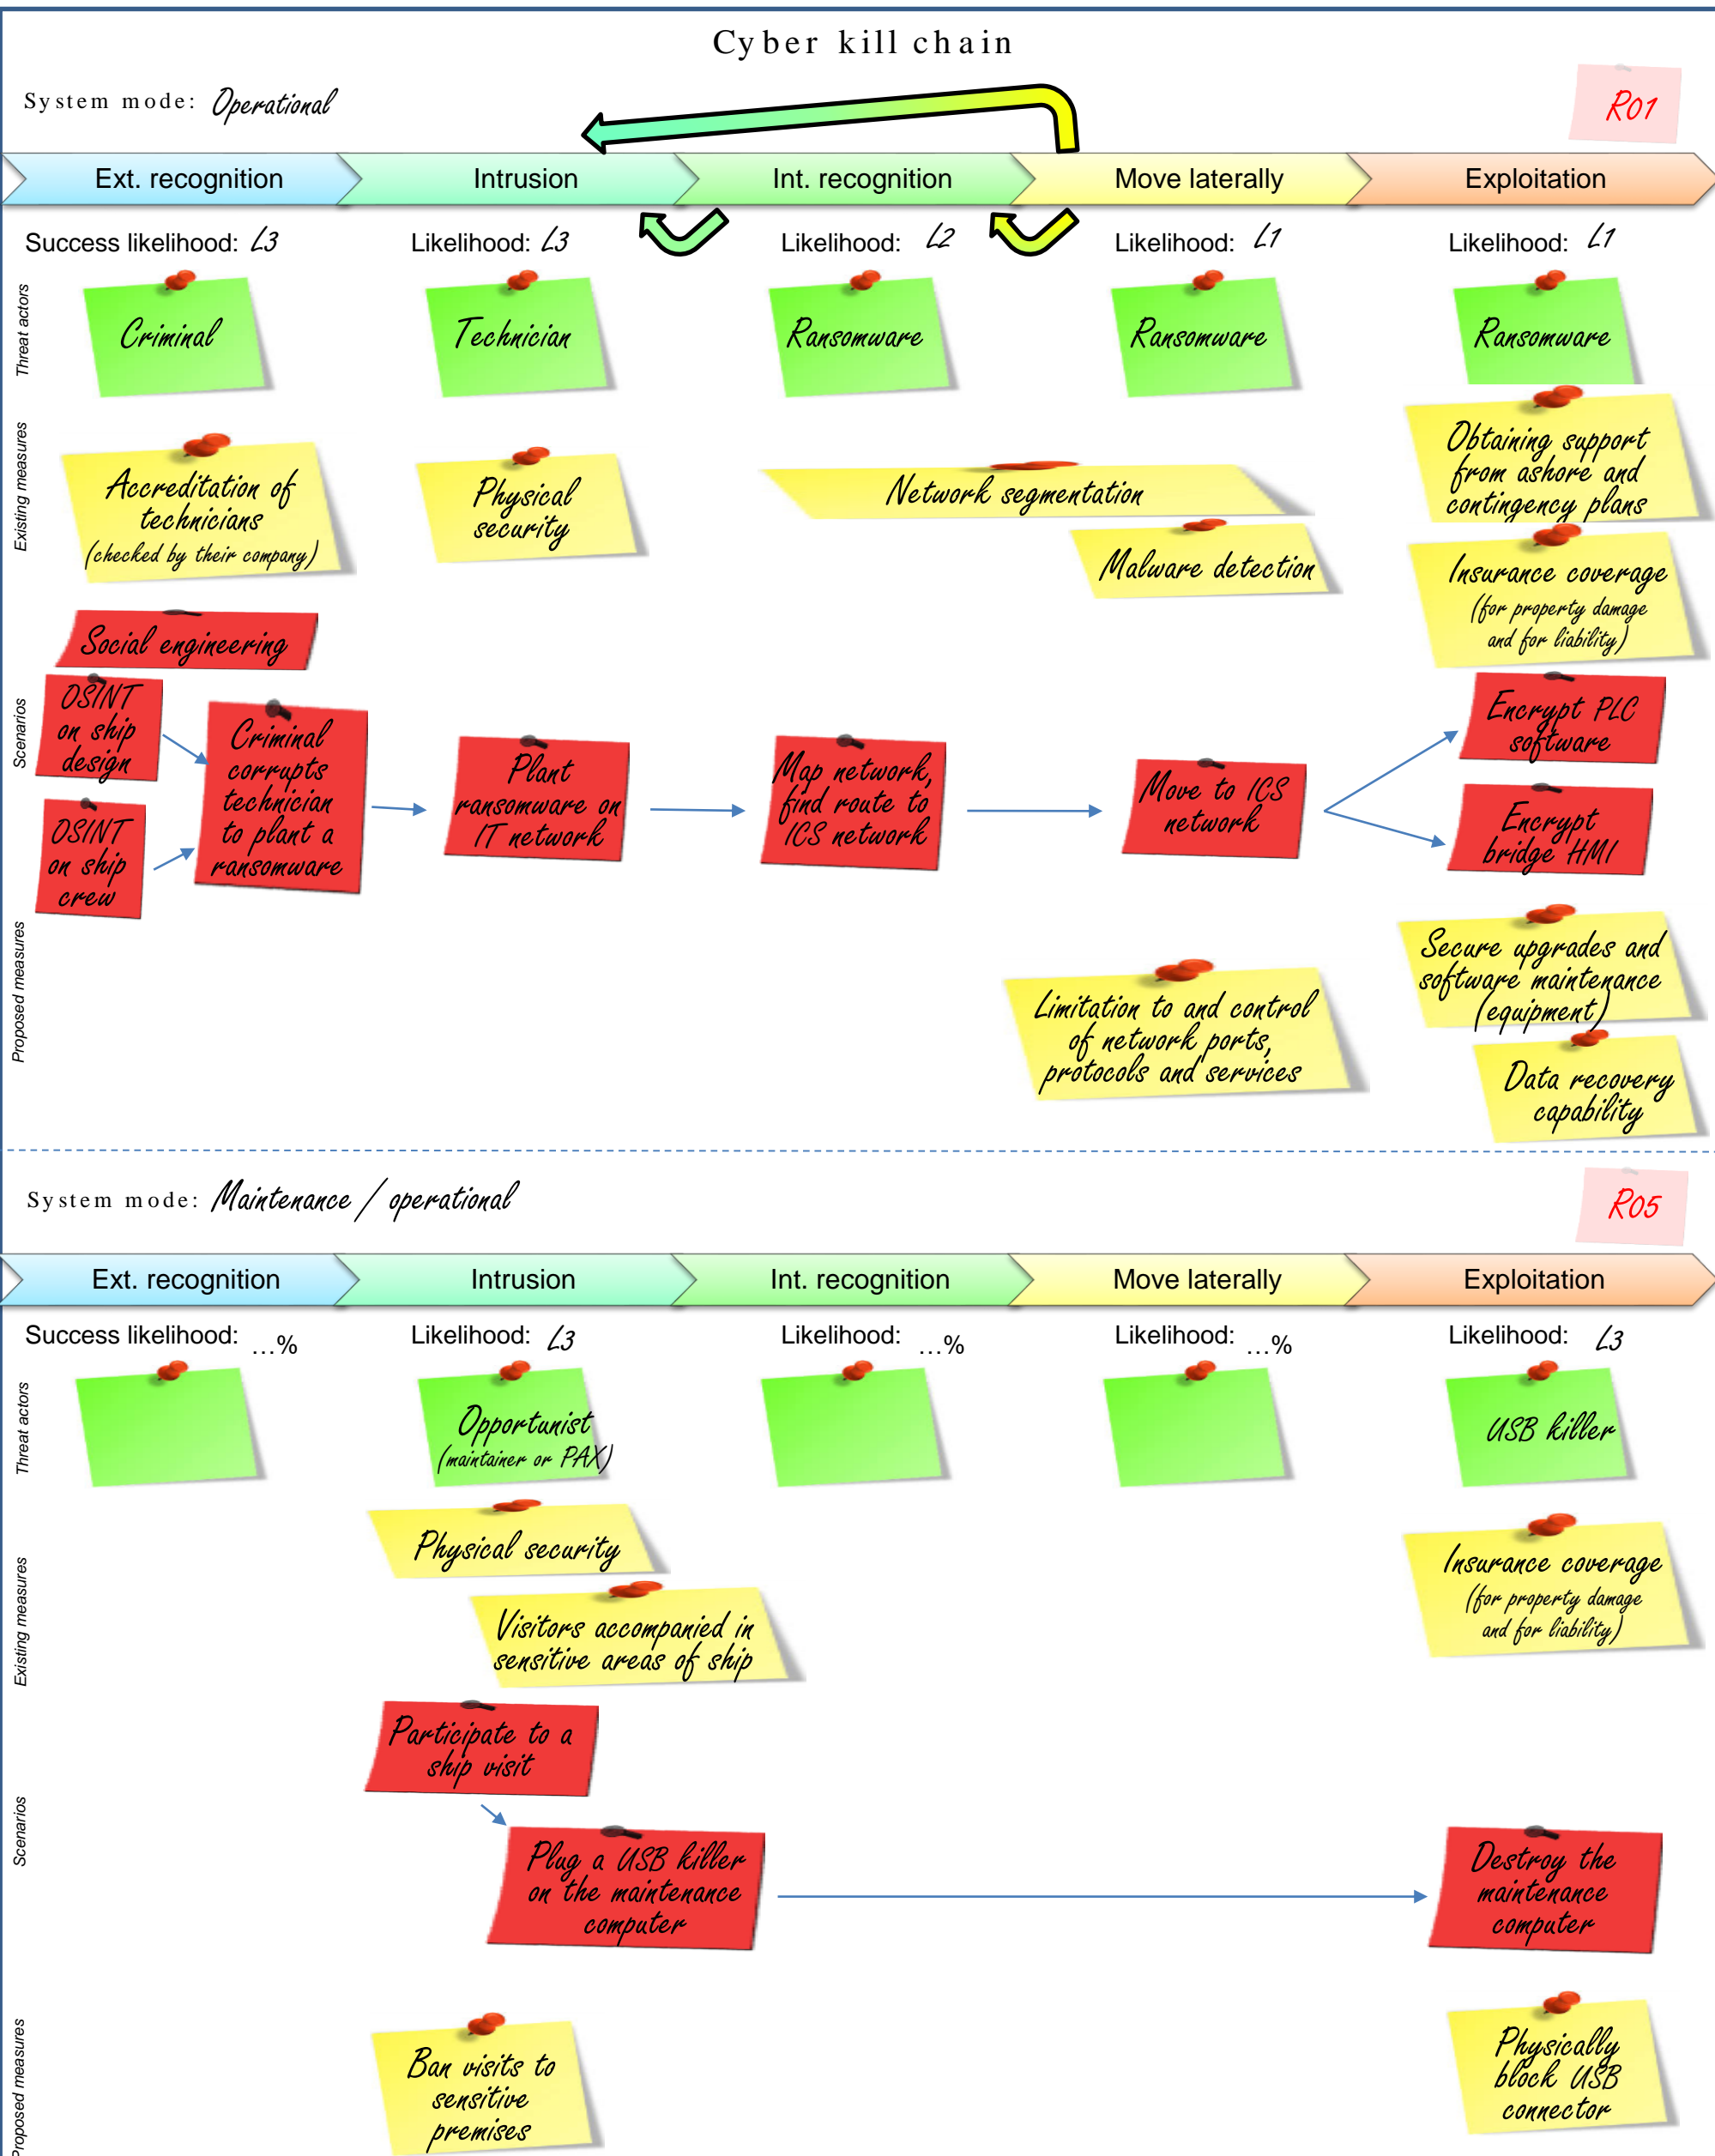 Cyber kill chain
System mode: Operational
R01
Ext. recognition
Intrusion
Int. recognition
Move laterally
Exploitation
Success likelihood: L3
Likelihood: L3
Likelihood: L2
Likelihood: L1
Likelihood: L1
Threat actors
Criminal
Technician
Ransomware
Ransomware
Ransomware
Existing measures
Accreditation of
technicians
(checked by their company)
Physical
security
Network segmentation
Malware detection
Obtaining support
from ashore and
contingency plans
Insurance coverage
(for property damage
and for liability)
Scenarios
Social engineering
OSINT
on ship
design
OSINT
on ship
crew
Criminal
corrupts
technician
to plant a
ransomware
Plant
ransomware on
IT network
Map network,
find route to
ICS network
Move to ICS
network
Encrypt PLC
software
Encrypt
bridge HMI
Proposed measures
Limitation to and control
of network ports,
protocols and services
Secure upgrades and
software maintenance
(equipment)
Data recovery
capability
System mode: Maintenance / operational
R05
Ext. recognition
Intrusion
Int. recognition
Move laterally
Exploitation
Success likelihood: ...%
Likelihood: L3
Likelihood: ...%
Likelihood: ...%
Likelihood: L3
Threat actors
Opportunist
(maintainer or PAX)
USB killer
Existing measures
Physical security
Visitors accompanied in
sensitive areas of ship
Insurance coverage
(for property damage
and for liability)
Scenarios
Participate to a
ship visit
Plug a USB killer
on the maintenance
computer
Destroy the
maintenance
computer
Proposed measures
Ban visits to
sensitive
premises
Physically
block USB
connector